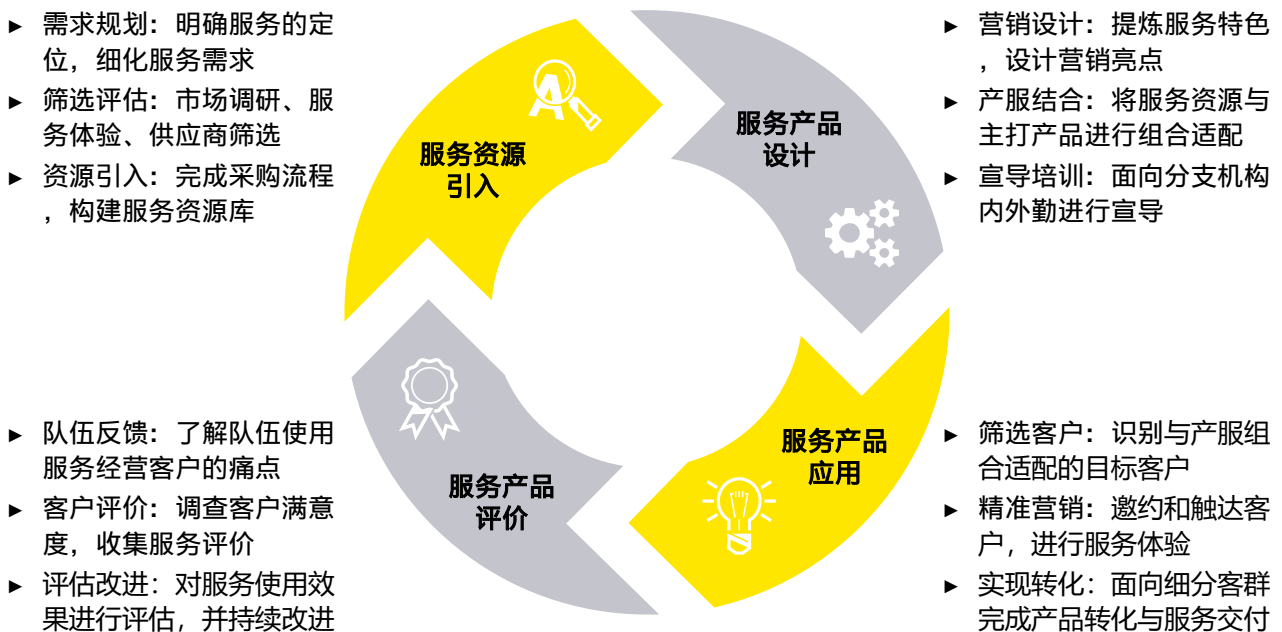 ► 需求规划：明确服务的定
位，细化服务需求
► 筛选评估：市场调研、服
务体验、供应商筛选
► 资源引入：完成采购流程
，构建服务资源库
服务资源
引入
服务产品
设计
► 营销设计：提炼服务特色
，设计营销亮点
► 产服结合：将服务资源与
主打产品进行组合适配
► 宣导培训：面向分支机构
内外勤进行宣导
► 队伍反馈：了解队伍使用
服务经营客户的痛点
► 客户评价：调查客户满意
度，收集服务评价
► 评估改进：对服务使用效
果进行评估，并持续改进
服务产品
评价
服务产品
应用
► 筛选客户：识别与产服组
合适配的目标客户
► 精准营销：邀约和触达客
户，进行服务体验
► 实现转化：面向细分客群
完成产品转化与服务交付